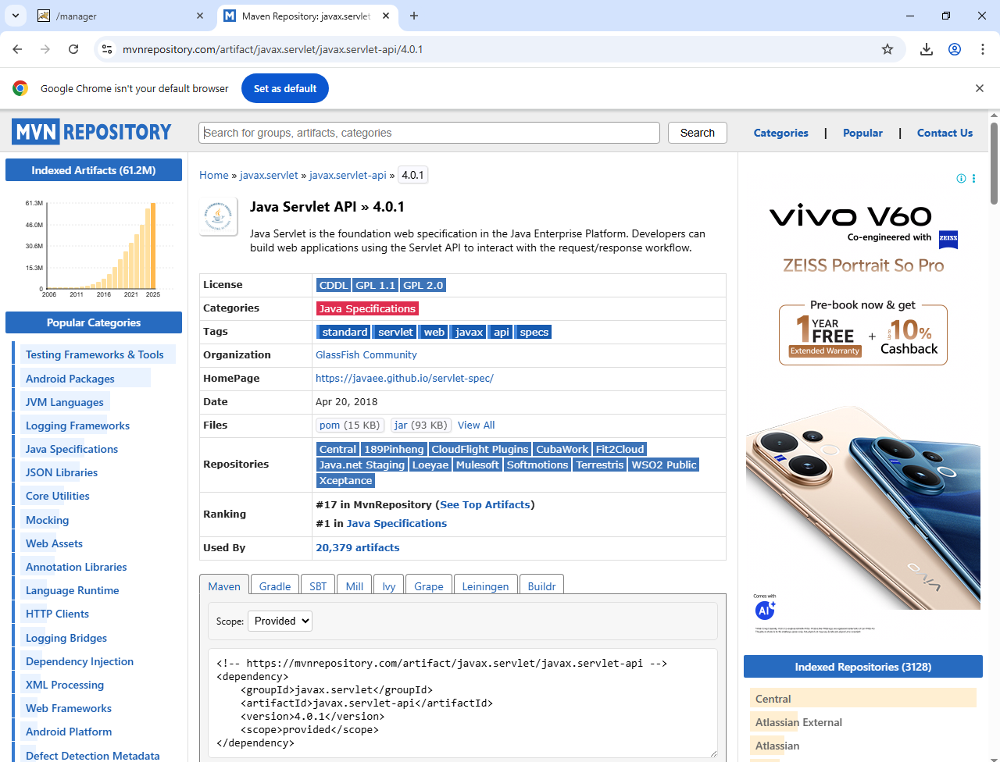 /manager
Maven Repository: javax.servlet
mvnrepository.com/artifact/javax.servlet/javax.servlet-api/4.0.1
Google Chrome isn't your default browser
Set as default
MVN REPOSITORY
Search for groups, artifacts, categories
Search
Categories | Popular | Contact Us
Indexed Artifacts (61.2M)
61.3M
46.0M
30.6M
15.3M
0
2006 2011 2016 2021 2025
Popular Categories
Testing Frameworks & Tools
Android Packages
JVM Languages
Logging Frameworks
Java Specifications
JSON Libraries
Core Utilities
Mocking
Web Assets
Annotation Libraries
Language Runtime
HTTP Clients
Logging Bridges
Dependency Injection
XML Processing
Web Frameworks
Android Platform
Defect Detection Metadata
Home » javax.servlet » javax.servlet-api » 4.0.1
Java Servlet API » 4.0.1
Java Servlet is the foundation web specification in the Java Enterprise Platform. Developers can
build web applications using the Servlet API to interact with the request/response workflow.
License CDDL GPL 1.1 GPL 2.0
Categories Java Specifications
Tags standard servlet web javax api specs
Organization GlassFish Community
HomePage https://javaee.github.io/servlet-spec/
Date Apr 20, 2018
Files pom (15 KB) jar (93 KB) View All
Repositories Central 189Pinheng CloudFlight Plugins CubaWork Fit2Cloud
Java.net Staging Loeyae Mulesoft Softmotions Terrestris WSO2 Public
Xceptance
Ranking #17 in MvnRepository (See Top Artifacts)
#1 in Java Specifications
Used By 20,379 artifacts
Maven Gradle SBT Mill Ivy Grape Leiningen Buildr
Scope: Provided
<!-- https://mvnrepository.com/artifact/javax.servlet/javax.servlet-api -->
<dependency>
    <groupId>javax.servlet</groupId>
    <artifactId>javax.servlet-api</artifactId>
    <version>4.0.1</version>
    <scope>provided</scope>
</dependency>
vivo V60
Co-engineered with ZEISS
ZEISS Portrait So Pro
Pre-book now & get
1 YEAR FREE
Extended Warranty
+
Up to 10% Cashback
vivo
Comes with
AI
Indexed Repositories (3128)
Central
Atlassian External
Atlassian